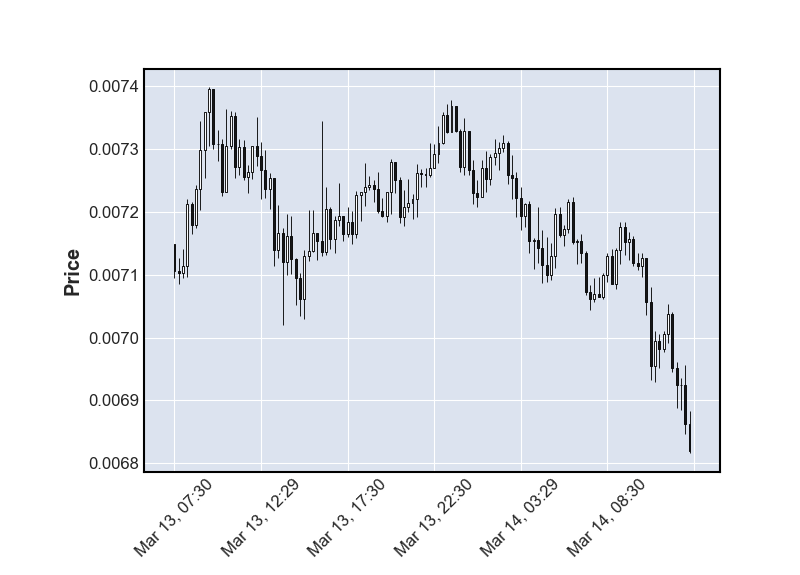 0.0074
0.0073
0.0072
0.0071
0.0070
0.0069
0.0068
Price
Mar 13, 07:30
Mar 13, 12:29
Mar 13, 17:30
Mar 13, 22:30
Mar 14, 03:29
Mar 14, 08:30